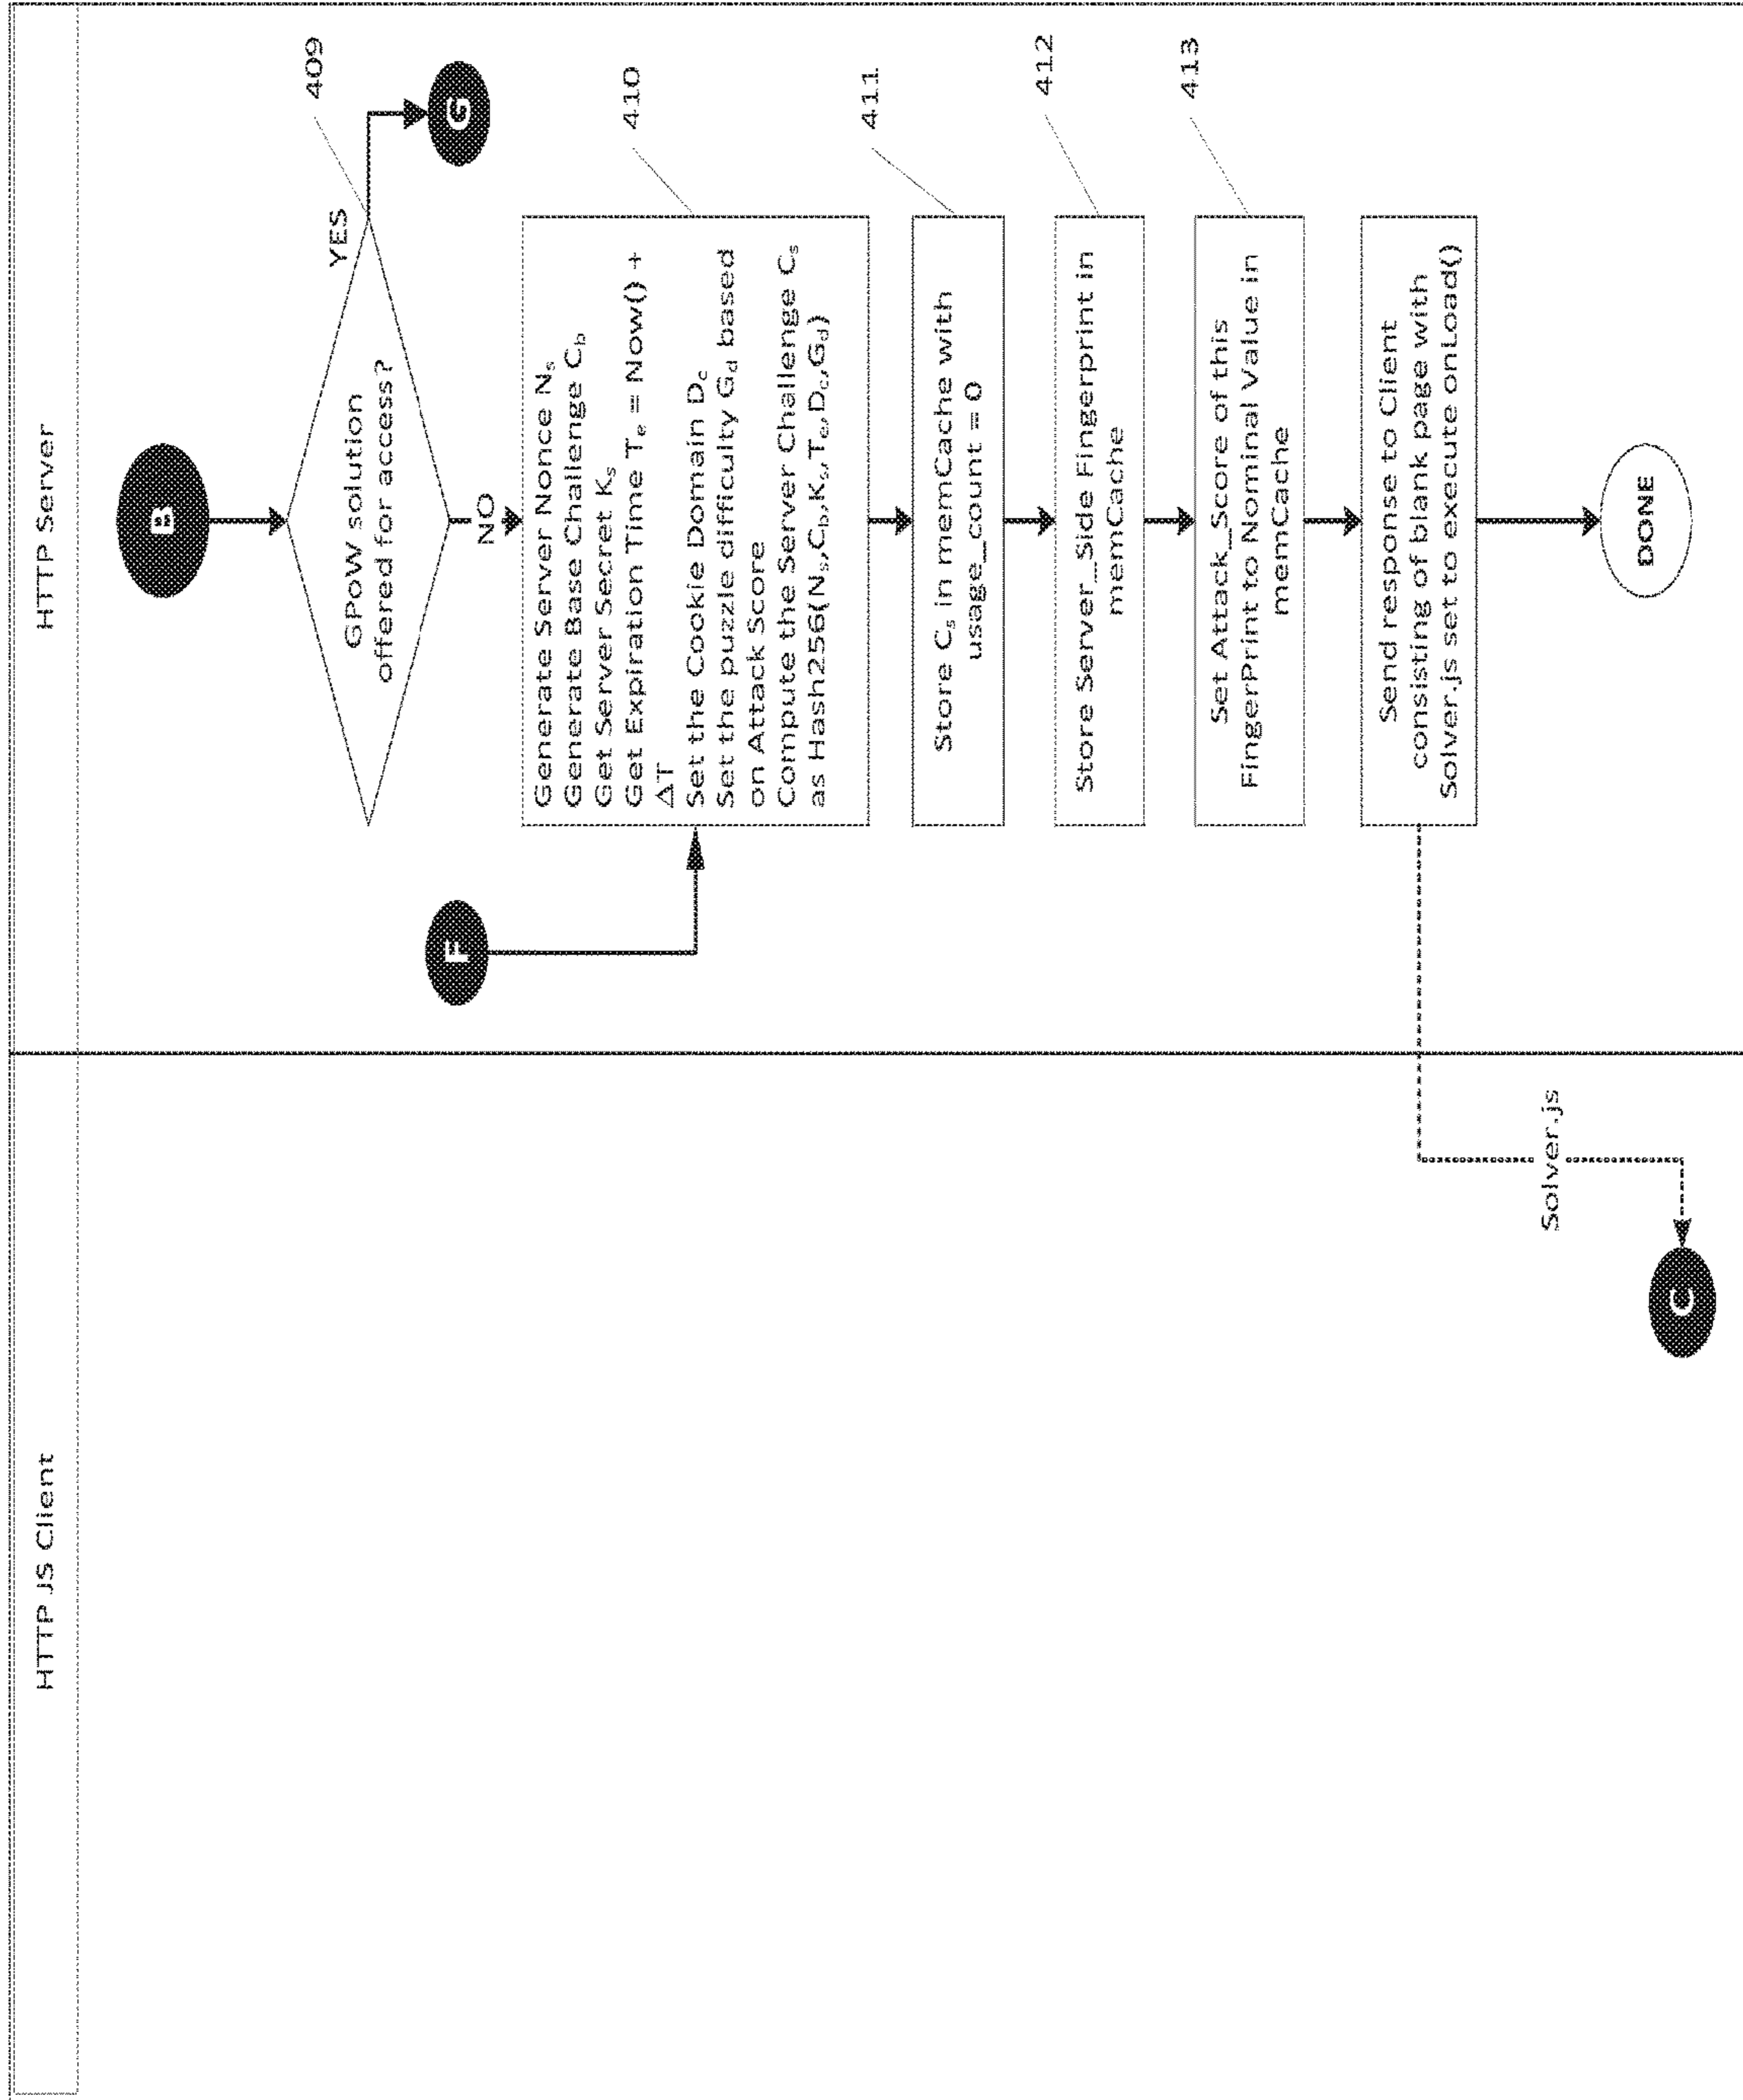 HTTP JS Client
HTTP Server
B
GPoW solution
offered for access?
YES
409
G
NO
F
Generate Server Nonce Nₛ
Generate Base Challenge C_b
Get Server Secret Kₛ
Get Expiration Time Tₑ = Now() +
ΔT
Set the Cookie Domain D_c
Set the puzzle difficulty G_d based
on Attack Score
Compute the Server Challenge Cₛ
as Hash256(Nₛ,C_b,Kₛ,Tₑ,D_c,G_d)
410
Store Cₛ in memCache with
usage_count = 0
411
Store Server_Side Fingerprint in
memCache
412
Set Attack_Score of this
FingerPrint to Nominal Value in
memCache
413
Send response to Client
consisting of blank page with
Solver.js set to execute onLoad()
Solver.js
C
DONE